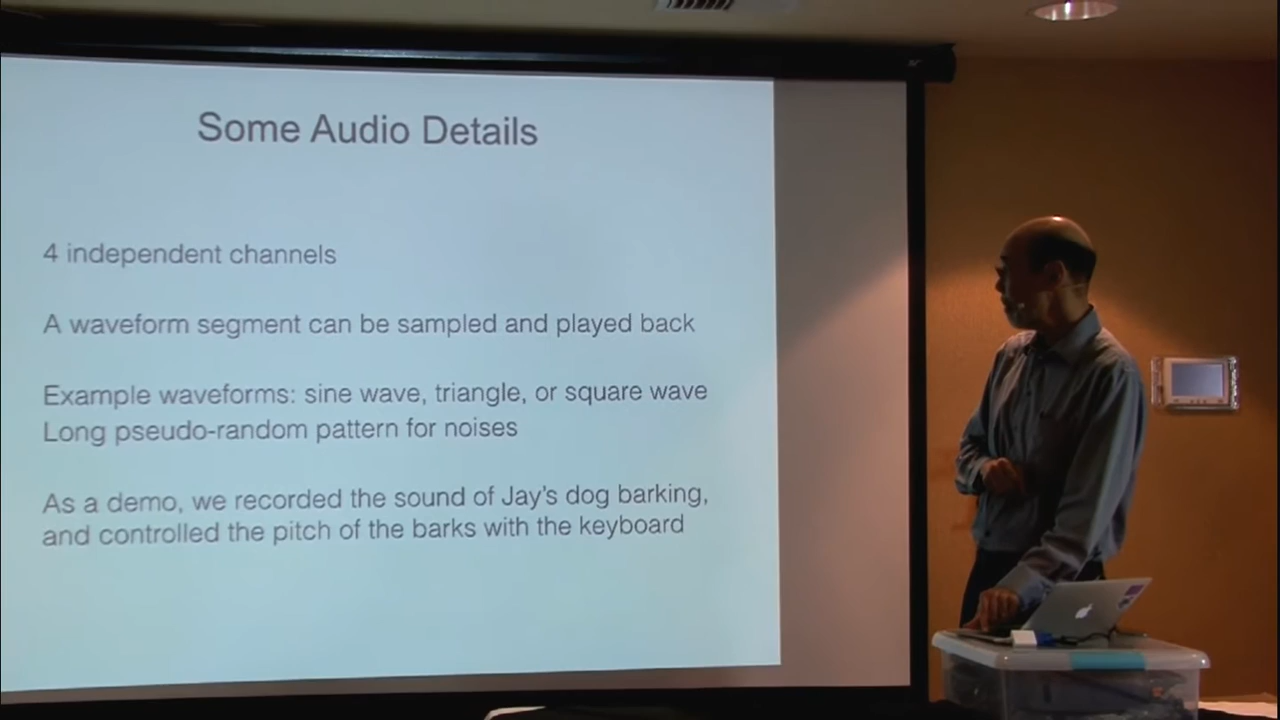 Some Audio Details
4 independent channels
A waveform segment can be sampled and played back
Example waveforms: sine wave, triangle, or square wave
Long pseudo-random pattern for noises
As a demo, we recorded the sound of Jay's dog barking,
and controlled the pitch of the barks with the keyboard